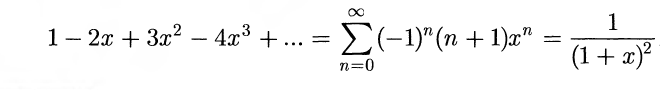 1 − 2x + 3x² − 4x³ + ... = ∑_{n=0}^{∞} (−1)ⁿ(n + 1)xⁿ = 1/(1 + x)²